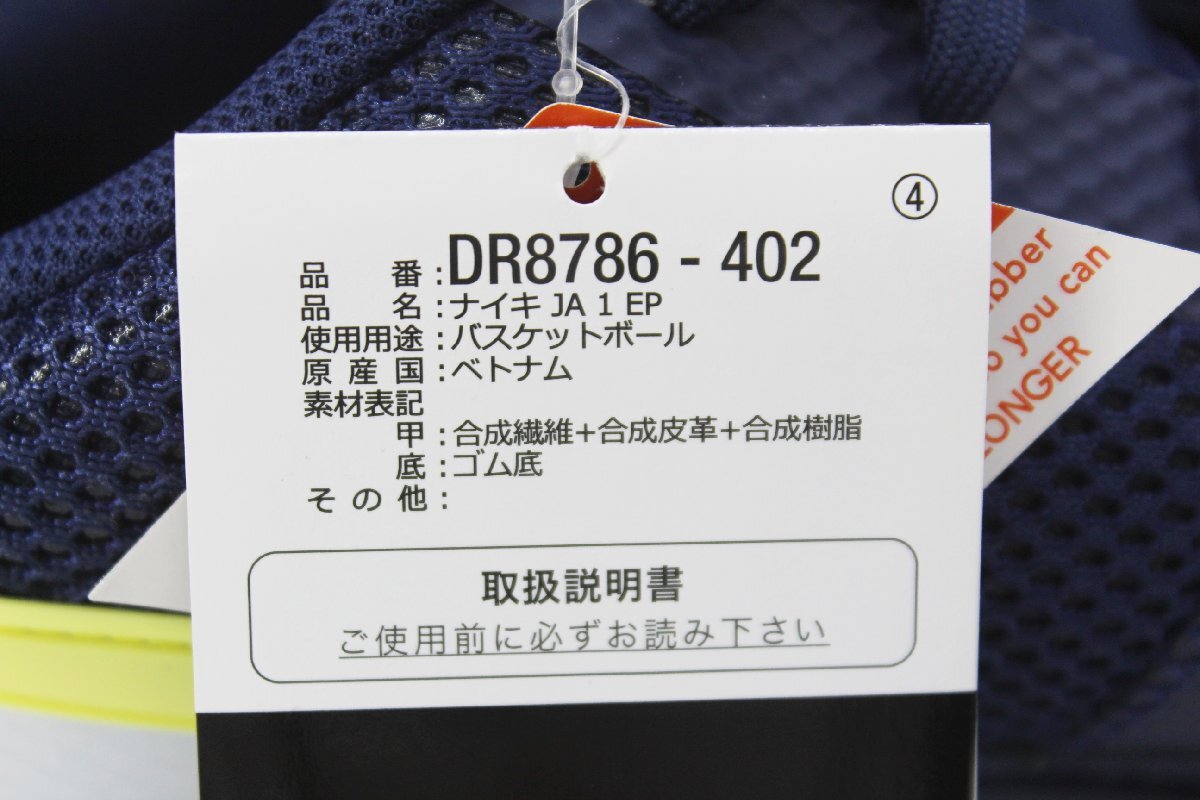 ④
品番:DR8786-402
品名:ナイキ JA 1 EP
使用用途:バスケットボール
原産国:ベトナム
素材表記
甲:合成繊維+合成皮革+合成樹脂
底:ゴム底
その他:
取扱説明書
ご使用前に必ずお読み下さい
you can
LONGER